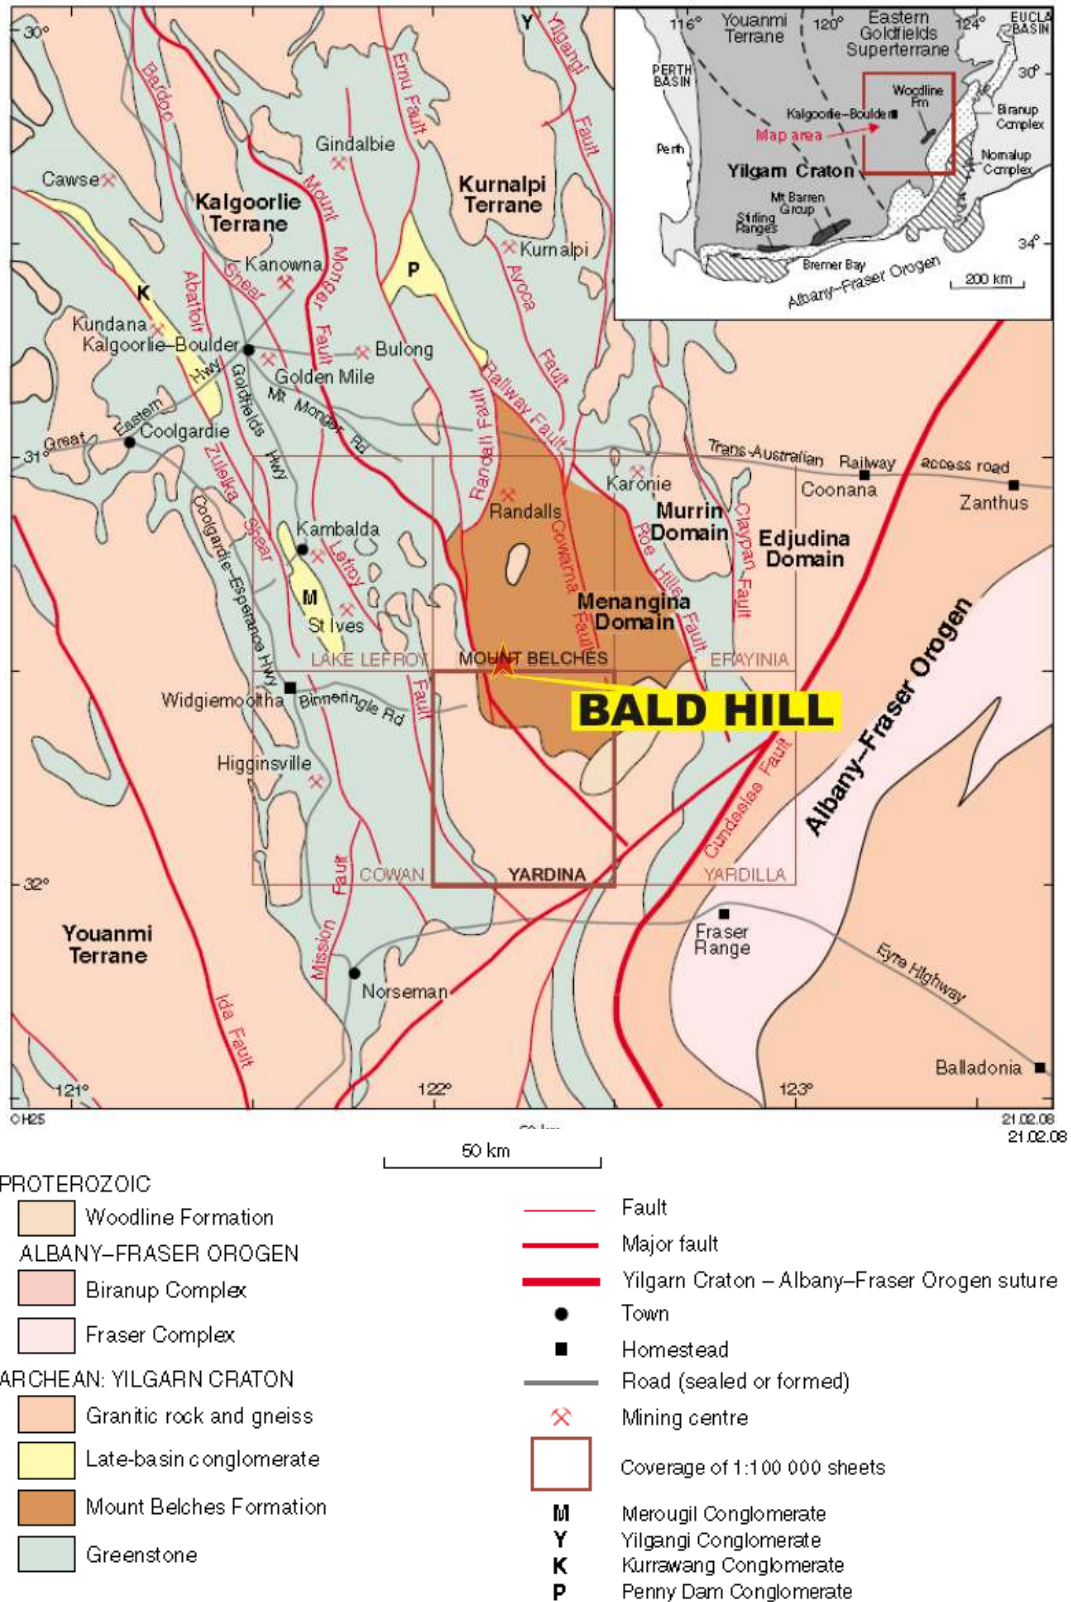 30°
Y
Yilgangi
Fault
Bardoc
Emu Fault
Gindalbie
Cawse
Kalgoorlie
Terrane
Mount
Monger
Fault
Kurnalpi
Terrane
Kurnalpi
P
Avoca
Fault
Kanowna
Shear
Abattoir
K
Kundana
Kalgoorlie–Boulder
Bulong
Golden Mile
Hwy
Eastern
Great
Goldfields
Hwy
Mt Monger Rd
Railway Fault
Randall Fault
Coolgardie
31°
Zuleika
Shear
Trans-Australian Railway access road
Coonana
Zanthus
Karonie
Randalls
Murrin
Domain
Edjudina
Domain
Claypan Fault
Roe Hills Fault
Cowarna Fault
Kambalda
Lefroy
Coolgardie–Esperance Hwy
M
St Ives
Menangina
Domain
LAKE LEFROY
MOUNT BELCHES
ERAYINIA
BALD HILL
Widgiemooltha
Binneringie Rd
Fault
Higginsville
Cundeelee Fault
Albany–Fraser Orogen
COWAN
YARDINA
YARDILLA
32°
Youanmi
Terrane
Mission
Fault
Norseman
Ida Fault
Fraser
Range
Eyre Highway
Balladonia
121°
122°
123°
116°
Youanmi
Terrane
120°
Eastern
Goldfields
Superterrane
124°
EUCLA
BASIN
PERTH
BASIN
30°
Woodline
Fm
Kalgoorlie–Boulder
Map area
Biranup
Complex
Perth
Yilgarn Craton
Nornalup
Complex
Mt Barren
Group
Stirling
Ranges
34°
Bremer Bay
Albany–Fraser Orogen
200 km
21.02.08
21.02.08
50 km
PROTEROZOIC
Woodline Formation
ALBANY–FRASER OROGEN
Biranup Complex
Fraser Complex
ARCHEAN: YILGARN CRATON
Granitic rock and gneiss
Late-basin conglomerate
Mount Belches Formation
Greenstone
Fault
Major fault
Yilgarn Craton – Albany–Fraser Orogen suture
Town
Homestead
Road (sealed or formed)
Mining centre
Coverage of 1:100 000 sheets
M Merougil Conglomerate
Y Yilgangi Conglomerate
K Kurrawang Conglomerate
P Penny Dam Conglomerate